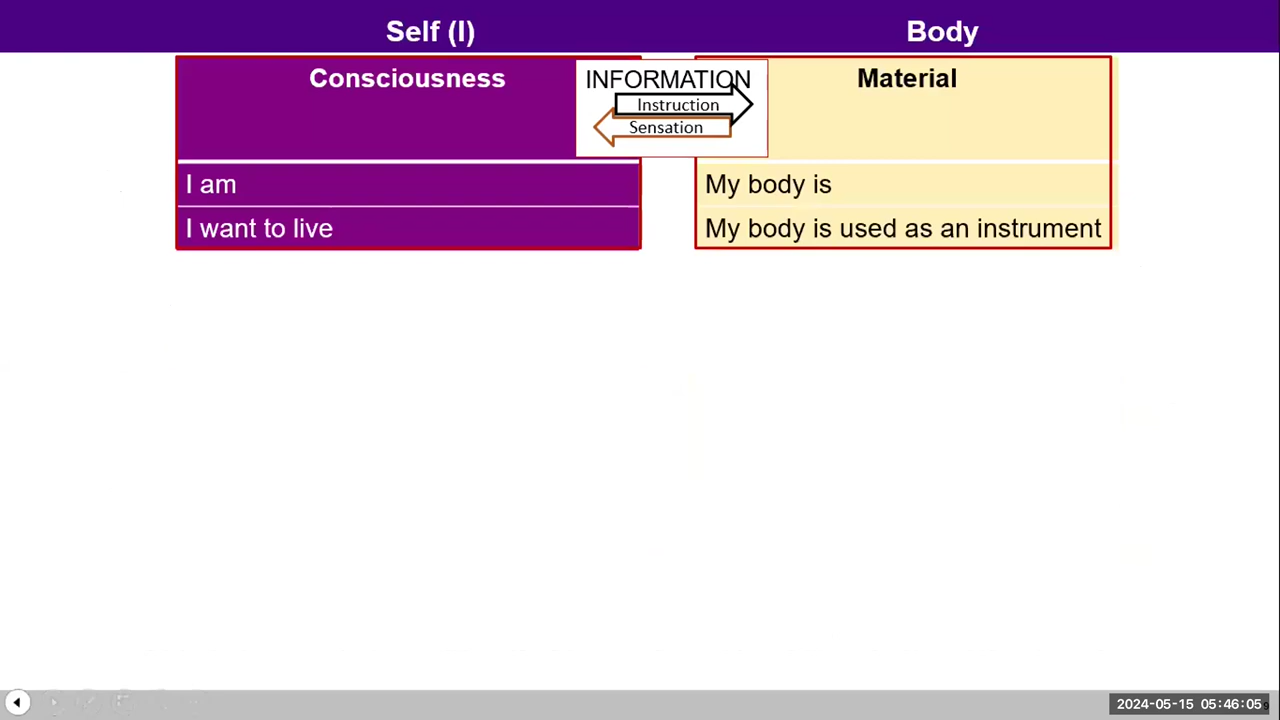 Self (I)
Body
Consciousness
INFORMATION
Instruction
Sensation
Material
I am
My body is
I want to live
My body is used as an instrument
2024-05-15 05:46:05